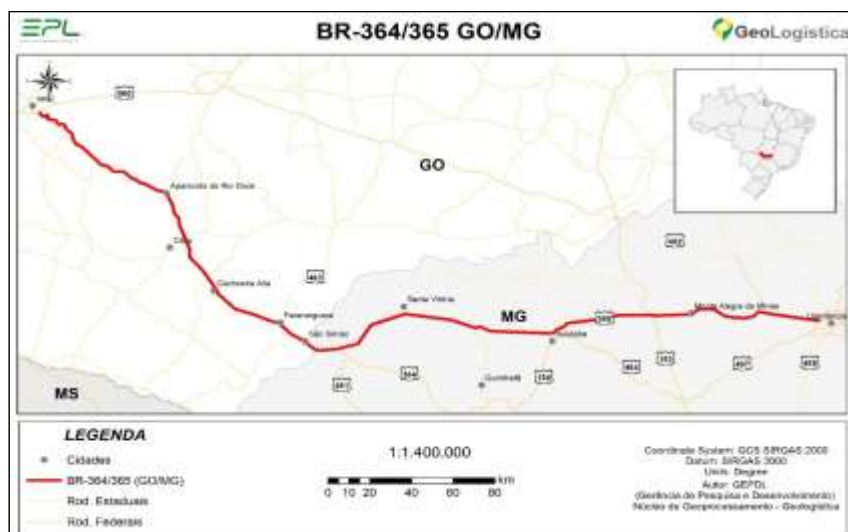 EPL
BR-364/365 GO/MG
GeoLogística
GO
Aparecida do Rio Doce
Cachoeira Alta
Paranaiguara
São Simão
Santa Vitória
MG
Monte Alegre de Minas
Gurinhatã
MS
LEGENDA
Cidades
BR-364/365 (GO/MG)
Rod. Estaduais
Rod. Federais
1:1.400.000
km
0 10 20 40 60 80
Coordinate System: GCS SIRGAS 2000
Datum: SIRGAS 2000
Units: Degree
Autor: GEPDL
(Gerência de Pesquisa e Desenvolvimento)
Núcleo de Geoprocessamento - Geologística